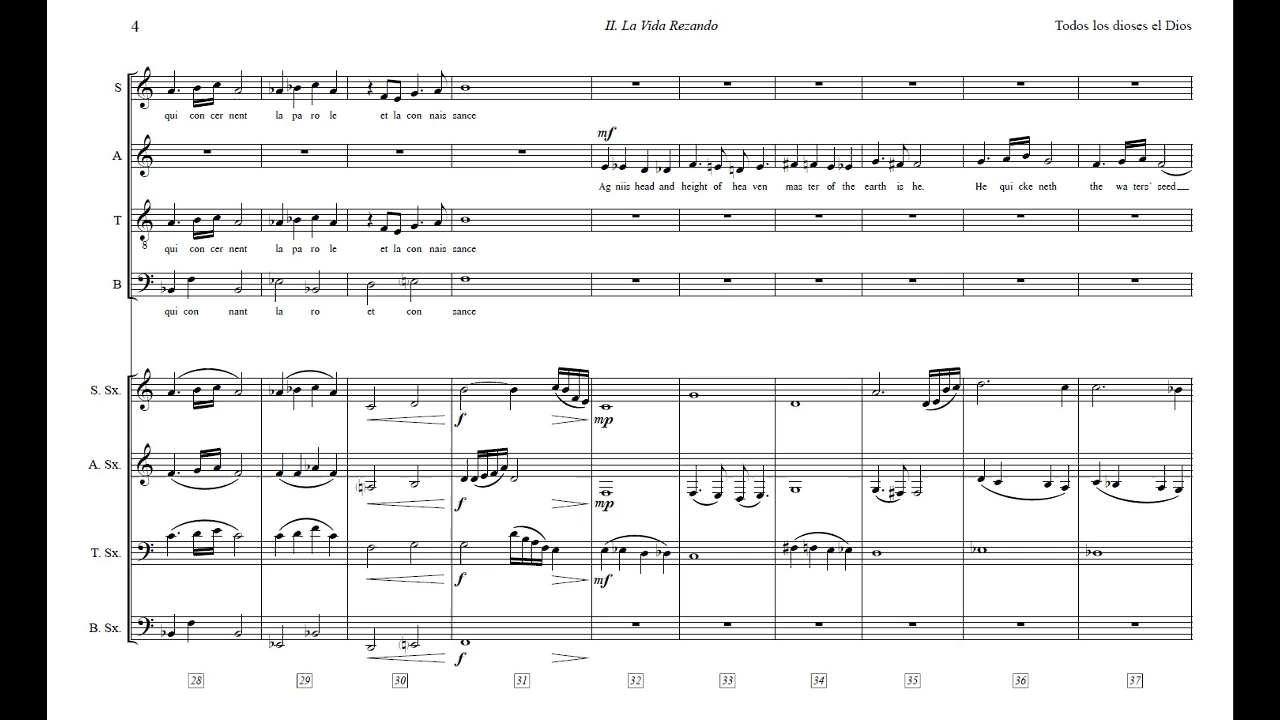 4 II. La Vida Rezando Todos los dioses el Dios
S
qui con cer nent la pa ro le et la con nais sance
mf
A
Ag niis head and height of hea ven mas ter of the earth is he. He qui cke neth the wa ters' seed
T
8
qui con cer nent la pa ro le et la con nais sance
B
qui con nant la ro et con sance
S. Sx.
f mp
A. Sx.
f mp
T. Sx.
f mf
B. Sx.
f
28 29 30 31 32 33 34 35 36 37